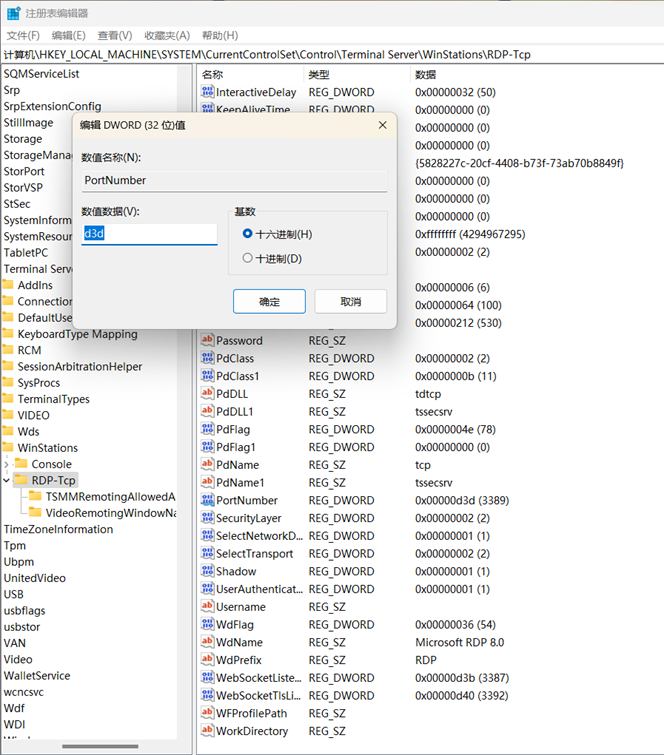 注册表编辑器
文件(F) 编辑(E) 查看(V) 收藏夹(A) 帮助(H)
计算机\HKEY_LOCAL_MACHINE\SYSTEM\CurrentControlSet\Control\Terminal Server\WinStations\RDP-Tcp
SQMServiceList
Srp
SrpExtensionConfig
StillImage
Storage
StorageMana
StorPort
StorVSP
StSec
SystemInform
SystemResour
TabletPC
Terminal Serve
AddIns
Connection
DefaultUse
KeyboardType Mapping
RCM
SessionArbitrationHelper
SysProcs
TerminalTypes
VIDEO
Wds
WinStations
Console
RDP-Tcp
TSMMRemotingAllowedA
VideoRemotingWindowNa
TimeZoneInformation
Tpm
Ubpm
UnitedVideo
USB
usbflags
usbstor
VAN
Video
WalletService
wcncsvc
Wdf
WDI
名称 类型 数据
InteractiveDelay REG_DWORD 0x00000032 (50)
KeepAliveTime REG_DWORD 0x00000000 (0)
0x00000000 (0)
0x00000000 (0)
{5828227c-20cf-4408-b73f-73ab70b8849f}
0x00000000 (0)
0x00000000 (0)
0x00000000 (0)
0xffffffff (4294967295)
0x00000002 (2)
0x00000006 (6)
0x00000064 (100)
0x00000212 (530)
Password REG_SZ
PdClass REG_DWORD 0x00000002 (2)
PdClass1 REG_DWORD 0x0000000b (11)
PdDLL REG_SZ tdtcp
PdDLL1 REG_SZ tssecsrv
PdFlag REG_DWORD 0x0000004e (78)
PdFlag1 REG_DWORD 0x00000000 (0)
PdName REG_SZ tcp
PdName1 REG_SZ tssecsrv
PortNumber REG_DWORD 0x00000d3d (3389)
SecurityLayer REG_DWORD 0x00000002 (2)
SelectNetworkD... REG_DWORD 0x00000001 (1)
SelectTransport REG_DWORD 0x00000002 (2)
Shadow REG_DWORD 0x00000001 (1)
UserAuthenticat... REG_DWORD 0x00000001 (1)
Username REG_SZ
WdFlag REG_DWORD 0x00000036 (54)
WdName REG_SZ Microsoft RDP 8.0
WdPrefix REG_SZ RDP
WebSocketListe... REG_DWORD 0x00000d3b (3387)
WebSocketTlsLi... REG_DWORD 0x00000d40 (3392)
WFProfilePath REG_SZ
WorkDirectory REG_SZ
编辑 DWORD (32 位)值
数值名称(N):
PortNumber
数值数据(V):
d3d
基数
十六进制(H)
十进制(D)
确定 取消